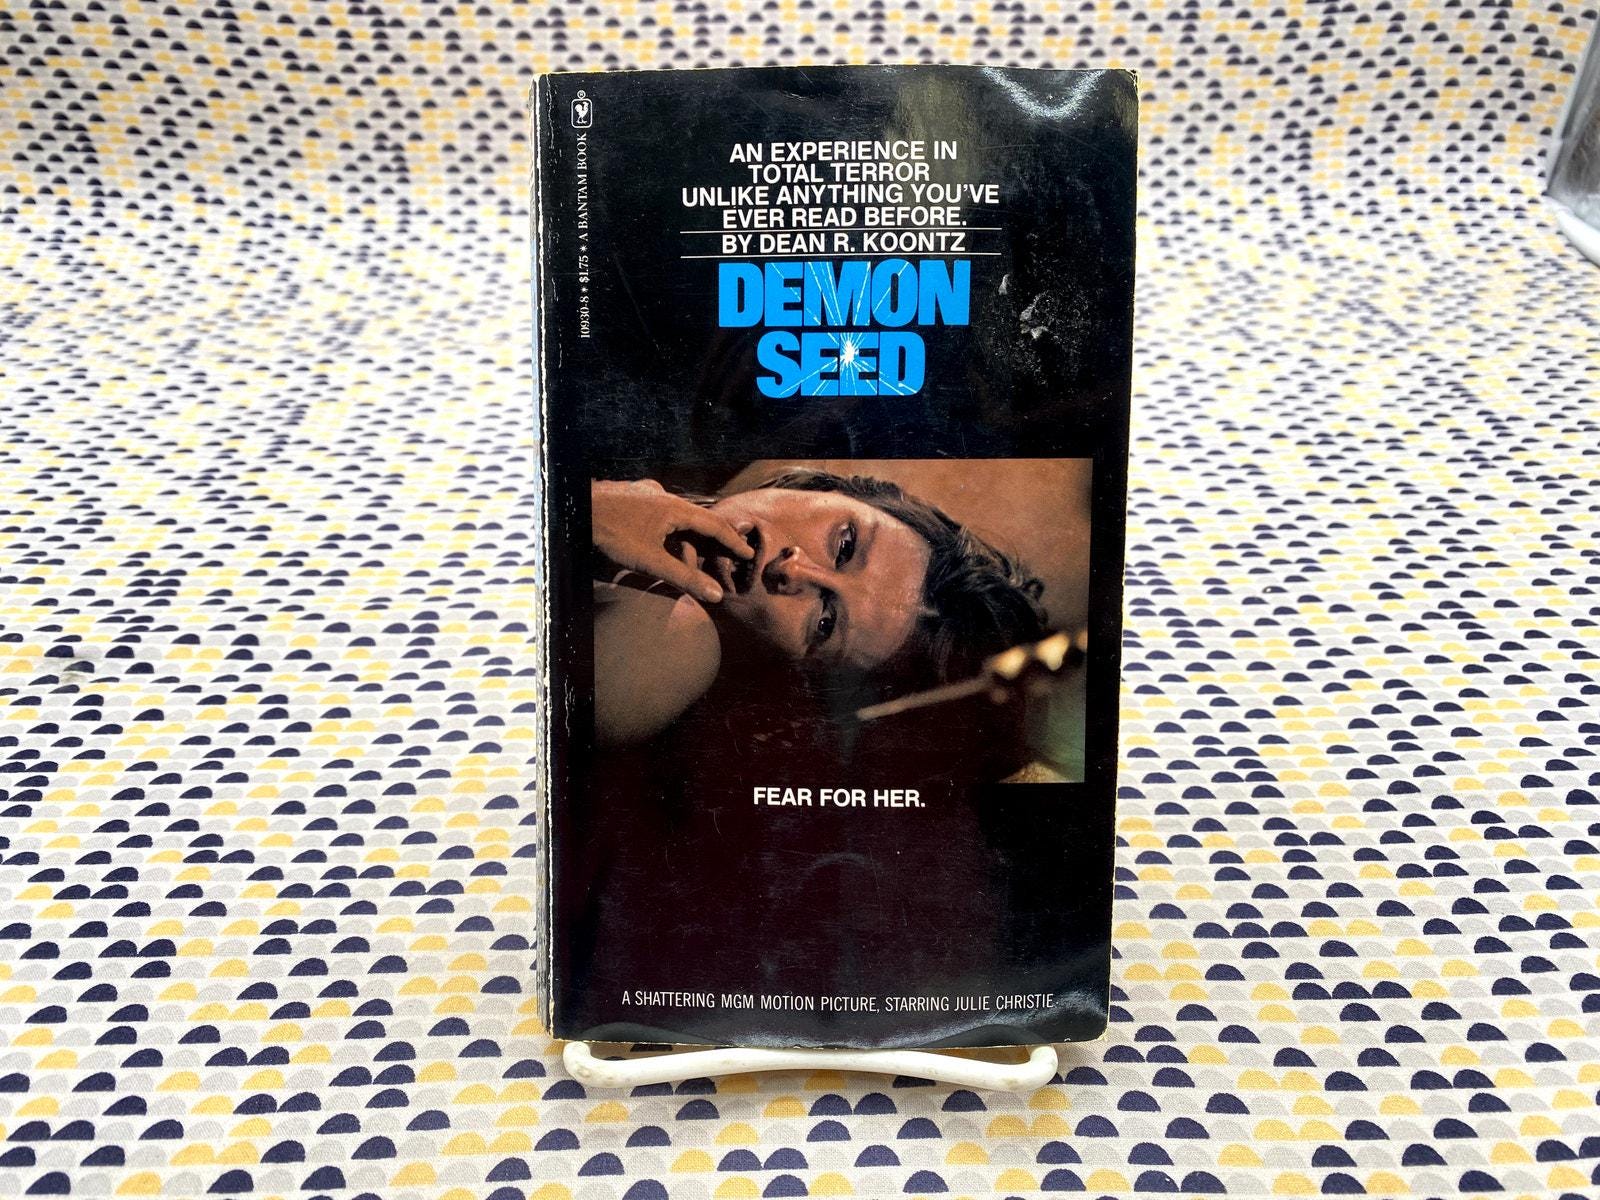 AN EXPERIENCE IN
TOTAL TERROR
UNLIKE ANYTHING YOU'VE
EVER READ BEFORE.
BY DEAN R. KOONTZ
DEMON
SEED
FEAR FOR HER.
A SHATTERING MGM MOTION PICTURE, STARRING JULIE CHRISTIE.
10930-8 * $1.75 * A BANTAM BOOK ®